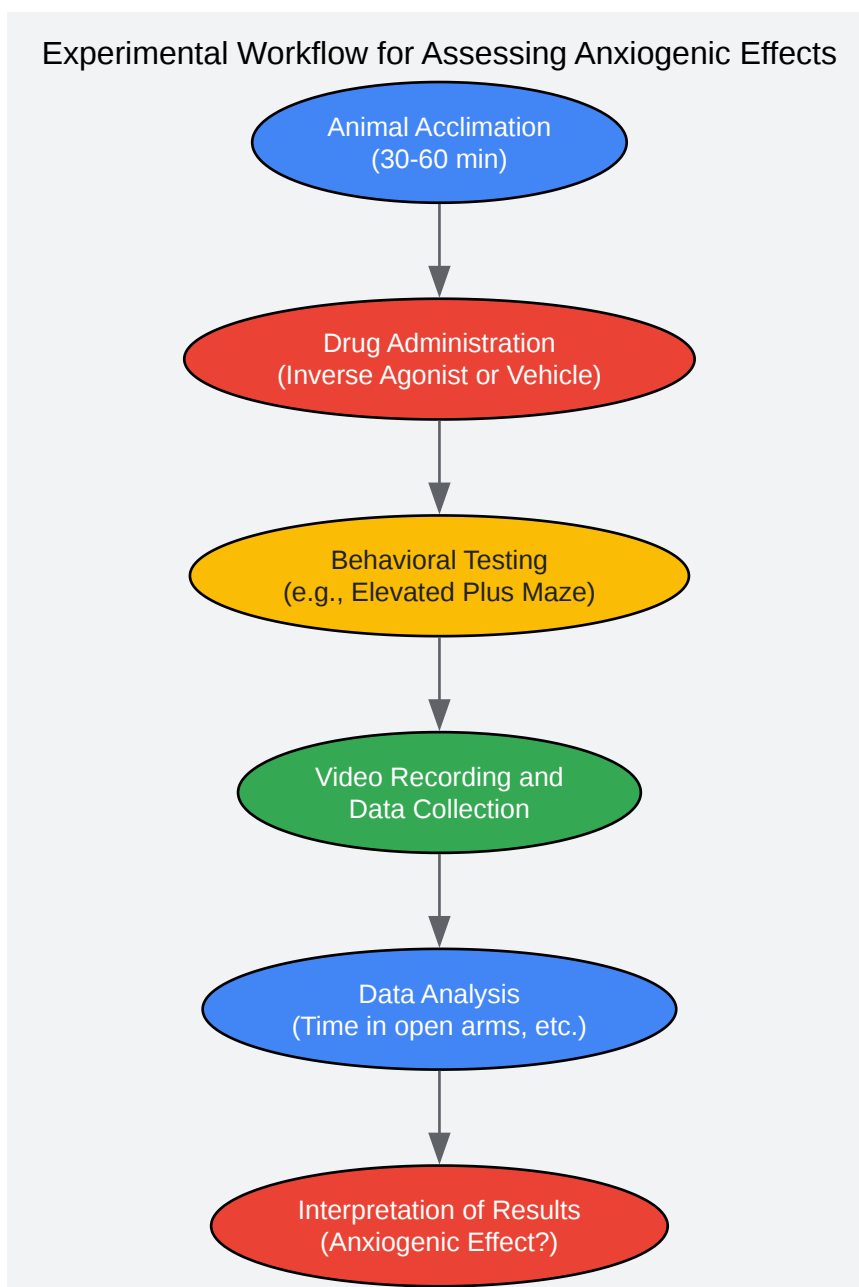 Experimental Workflow for Assessing Anxiogenic Effects
Animal Acclimation
(30-60 min)
Drug Administration
(Inverse Agonist or Vehicle)
Behavioral Testing
(e.g., Elevated Plus Maze)
Video Recording and
Data Collection
Data Analysis
(Time in open arms, etc.)
Interpretation of Results
(Anxiogenic Effect?)